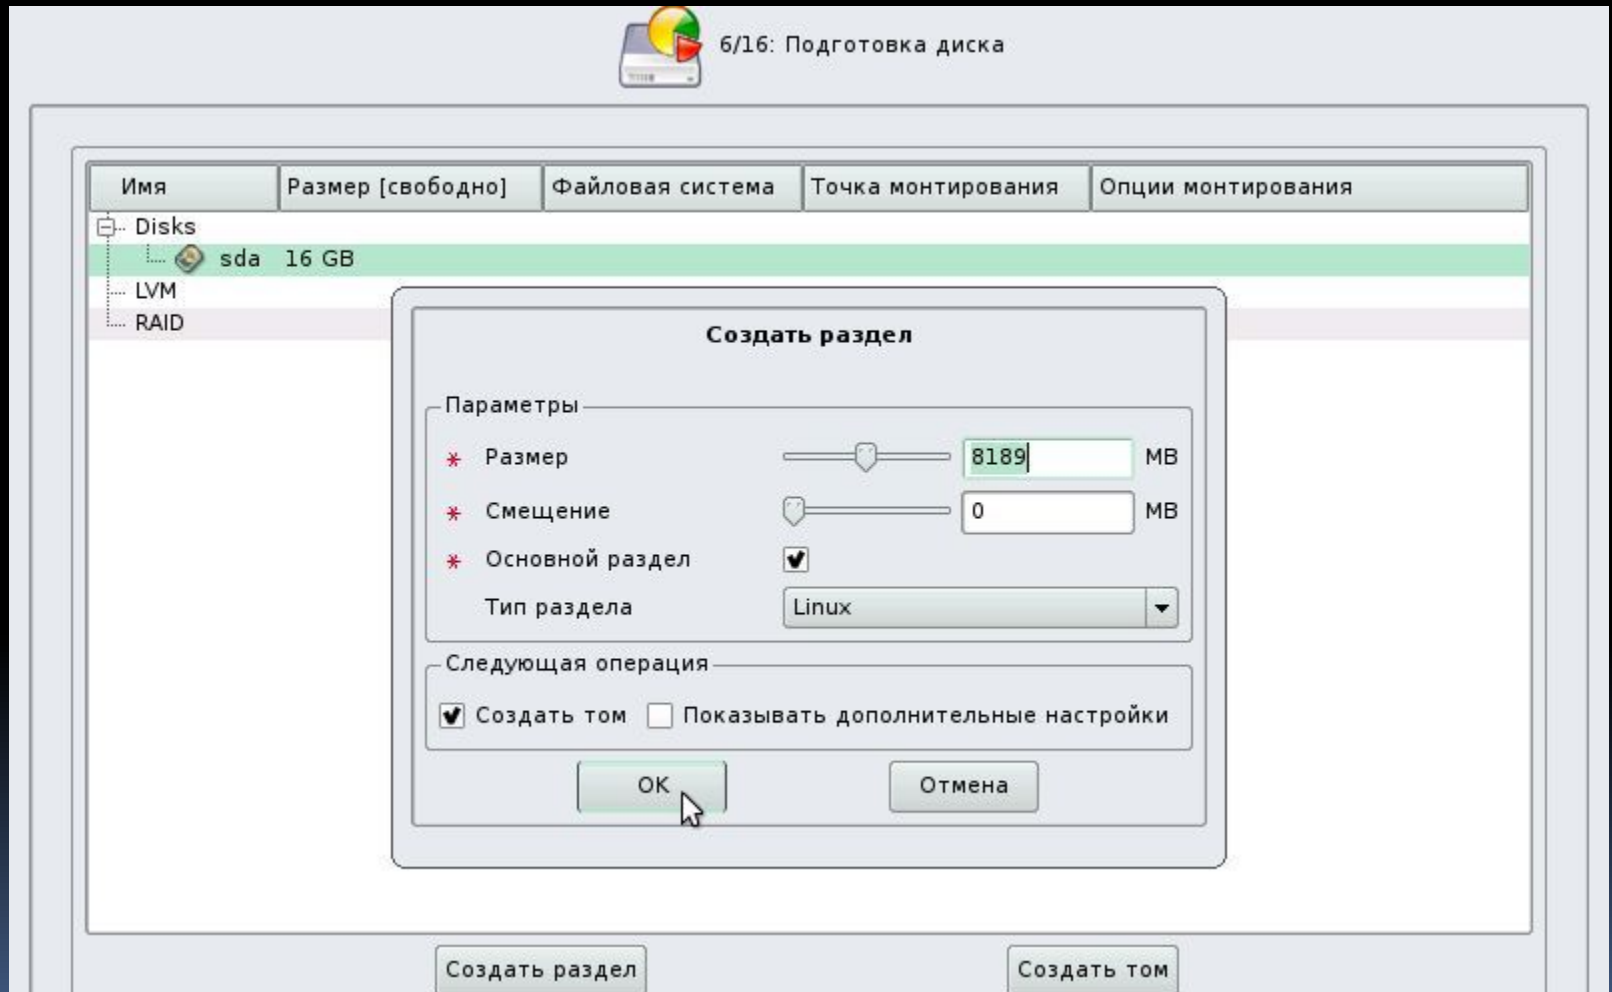 6/16: Подготовка диска
Имя Размер [свободно] Файловая система Точка монтирования Опции монтирования
Disks
sda 16 GB
LVM
RAID
Создать раздел
Параметры
* Размер 8189 MB
* Смещение 0 MB
* Основной раздел
Тип раздела Linux
Следующая операция
Создать том Показывать дополнительные настройки
OK Отмена
Создать раздел Создать том